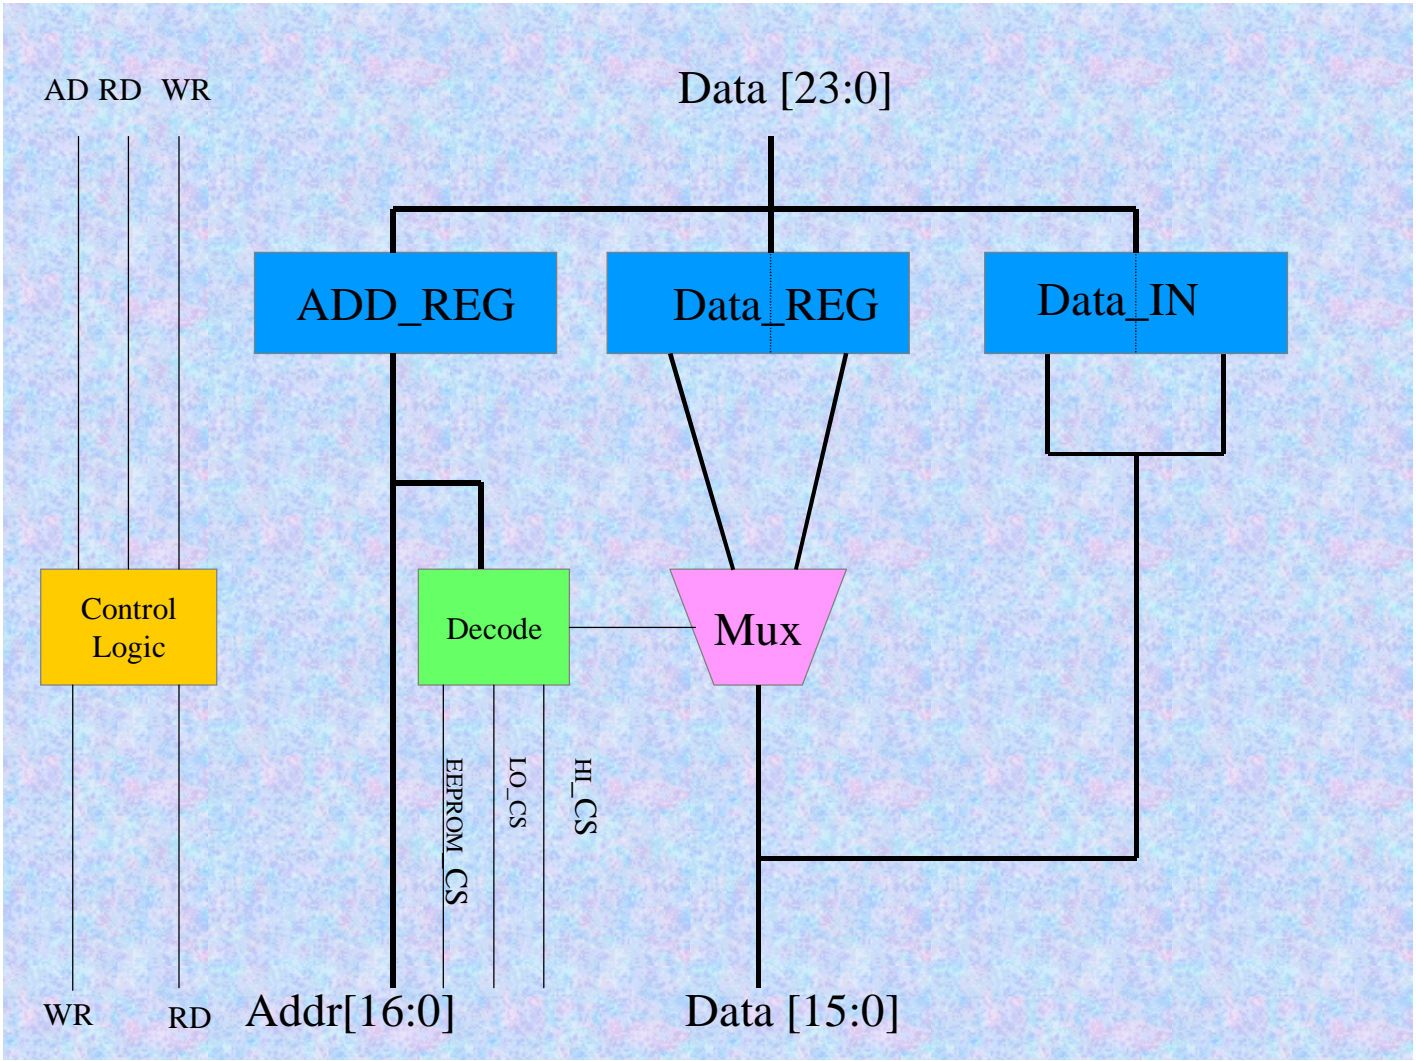 AD RD WR
Data [23:0]
ADD_REG
Data_REG
Data_IN
Control
Logic
Decode
Mux
EEPROM_CS
LO_CS
HI_CS
WR
RD
Addr[16:0]
Data [15:0]